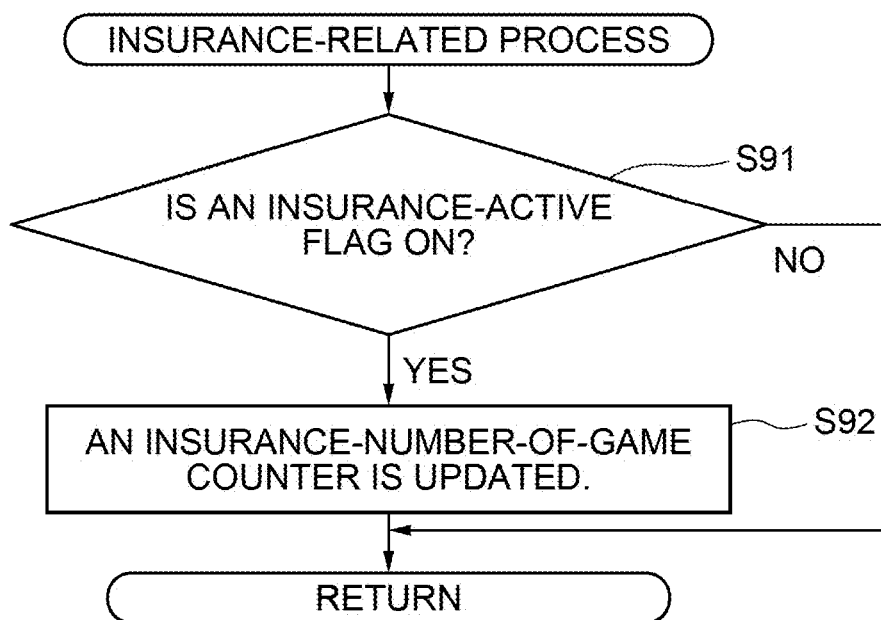 INSURANCE-RELATED PROCESS
S91
IS AN INSURANCE-ACTIVE
FLAG ON?
NO
YES
S92
AN INSURANCE-NUMBER-OF-GAME
COUNTER IS UPDATED.
RETURN